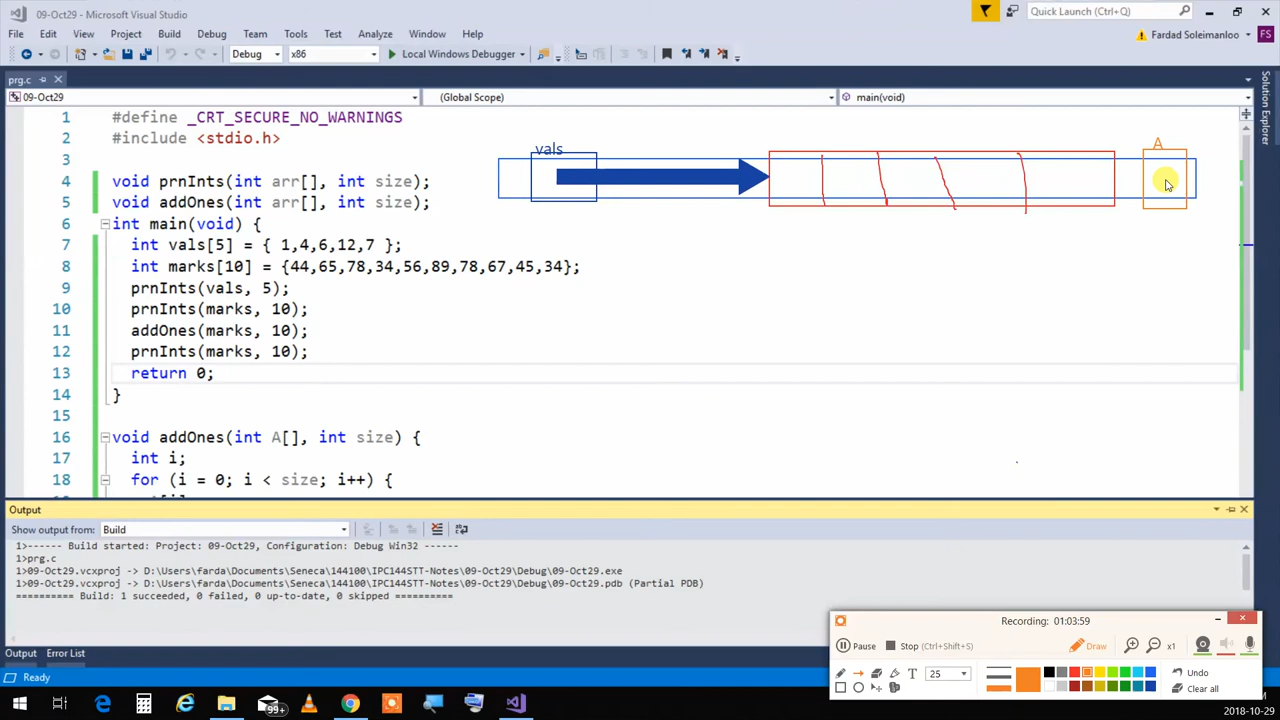 09-Oct29 - Microsoft Visual Studio
Quick Launch (Ctrl+Q)
File Edit View Project Build Debug Team Tools Test Analyze Window Help
Fardad Soleimanloo FS
Debug x86 Local Windows Debugger
prg.c
09-Oct29 (Global Scope) main(void)
Solution Explorer
1 #define _CRT_SECURE_NO_WARNINGS
2 #include <stdio.h>
3
vals A
4 void prnInts(int arr[], int size);
5 void addOnes(int arr[], int size);
6 int main(void) {
7 int vals[5] = { 1,4,6,12,7 };
8 int marks[10] = {44,65,78,34,56,89,78,67,45,34};
9 prnInts(vals, 5);
10 prnInts(marks, 10);
11 addOnes(marks, 10);
12 prnInts(marks, 10);
13 return 0;
14 }
15
16 void addOnes(int A[], int size) {
17 int i;
18 for (i = 0; i < size; i++) {
Output
Show output from: Build
1>------ Build started: Project: 09-Oct29, Configuration: Debug Win32 ------
1>prg.c
1>09-Oct29.vcxproj -> D:\Users\farda\Documents\Seneca\144100\IPC144STT-Notes\09-Oct29\Debug\09-Oct29.exe
1>09-Oct29.vcxproj -> D:\Users\farda\Documents\Seneca\144100\IPC144STT-Notes\09-Oct29\Debug\09-Oct29.pdb (Partial PDB)
========== Build: 1 succeeded, 0 failed, 0 up-to-date, 0 skipped ==========
Recording: 01:03:59
Pause Stop (Ctrl+Shift+S) Draw x1
T 25 Undo
Clear all
Output Error List
Ready
99+
2018-10-29